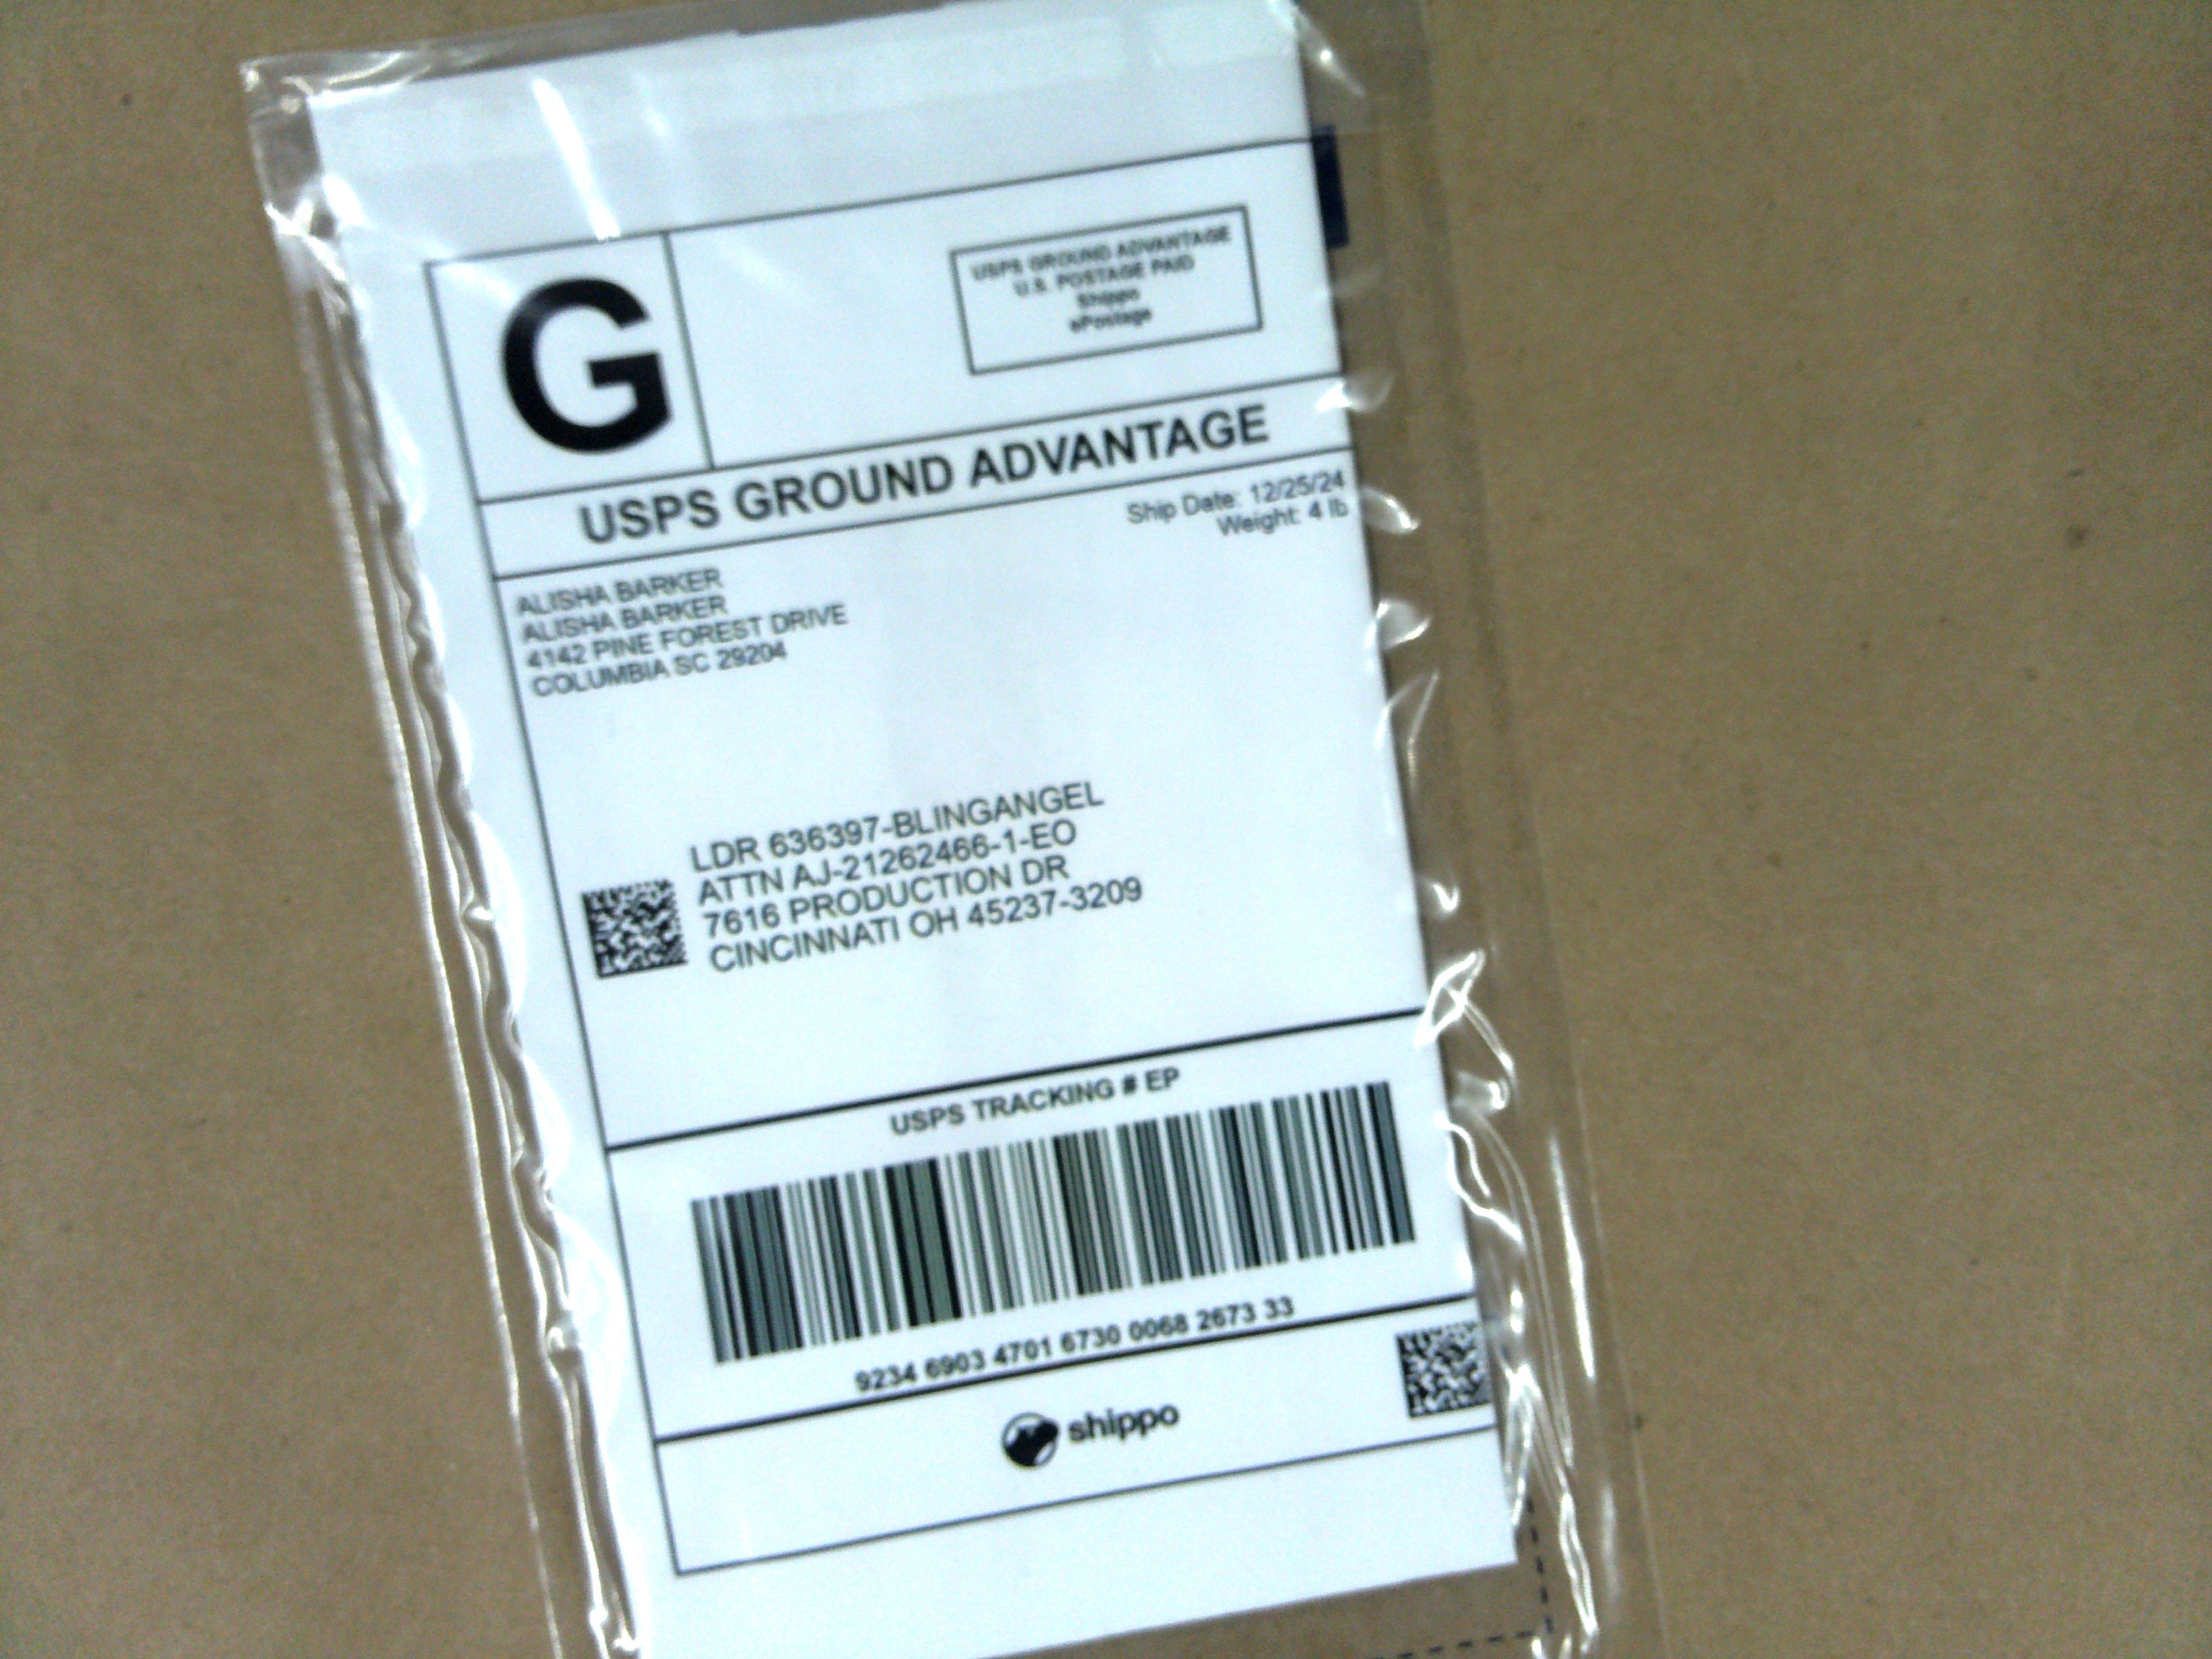 G
USPS GROUND ADVANTAGE
U.S. POSTAGE PAID
Shippo
ePostage
USPS GROUND ADVANTAGE
Ship Date: 12/25/24
Weight: 4 lb
ALISHA BARKER
ALISHA BARKER
4142 PINE FOREST DRIVE
COLUMBIA SC 29204
LDR 636397-BLINGANGEL
ATTN AJ-21262466-1-EO
7616 PRODUCTION DR
CINCINNATI OH 45237-3209
USPS TRACKING # EP
9234 6903 4701 6730 0068 2673 33
shippo